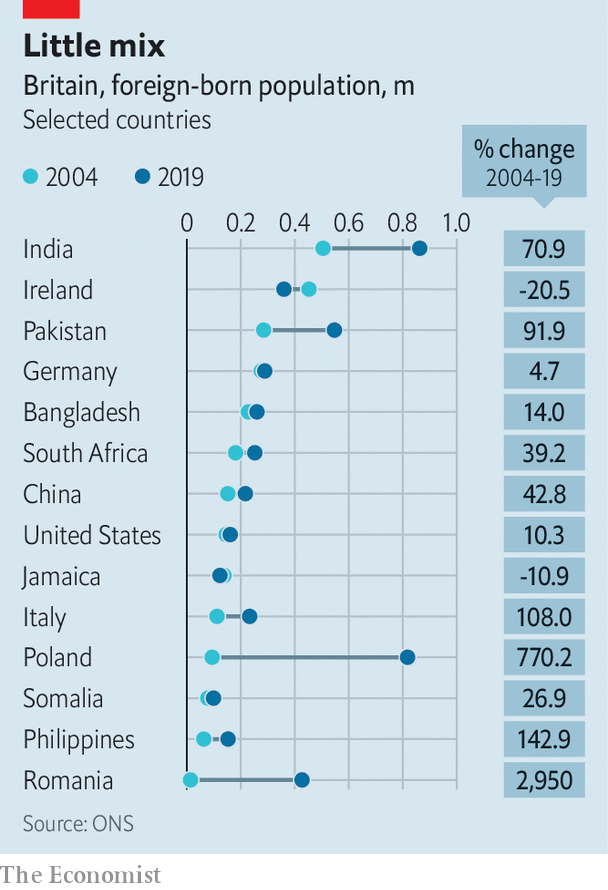 Little mix
Britain, foreign-born population, m
Selected countries
2004 2019
% change
2004-19
0 0.2 0.4 0.6 0.8 1.0
India 70.9
Ireland -20.5
Pakistan 91.9
Germany 4.7
Bangladesh 14.0
South Africa 39.2
China 42.8
United States 10.3
Jamaica -10.9
Italy 108.0
Poland 770.2
Somalia 26.9
Philippines 142.9
Romania 2,950
Source: ONS
The Economist